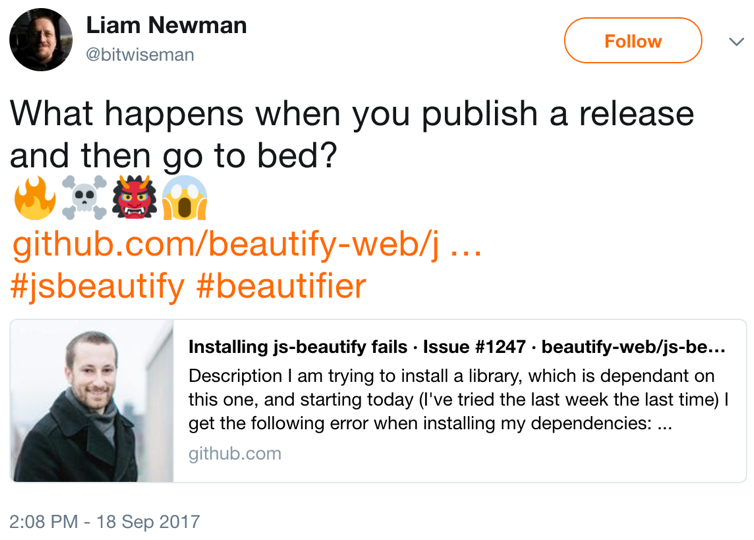 Liam Newman
@bitwiseman
Follow
What happens when you publish a release
and then go to bed?
🔥☠️👹😱
github.com/beautify-web/j …
#jsbeautify #beautifier
Installing js-beautify fails · Issue #1247 · beautify-web/js-be...
Description I am trying to install a library, which is dependant on
this one, and starting today (I've tried the last week the last time) I
get the following error when installing my dependencies: ...
github.com
2:08 PM - 18 Sep 2017